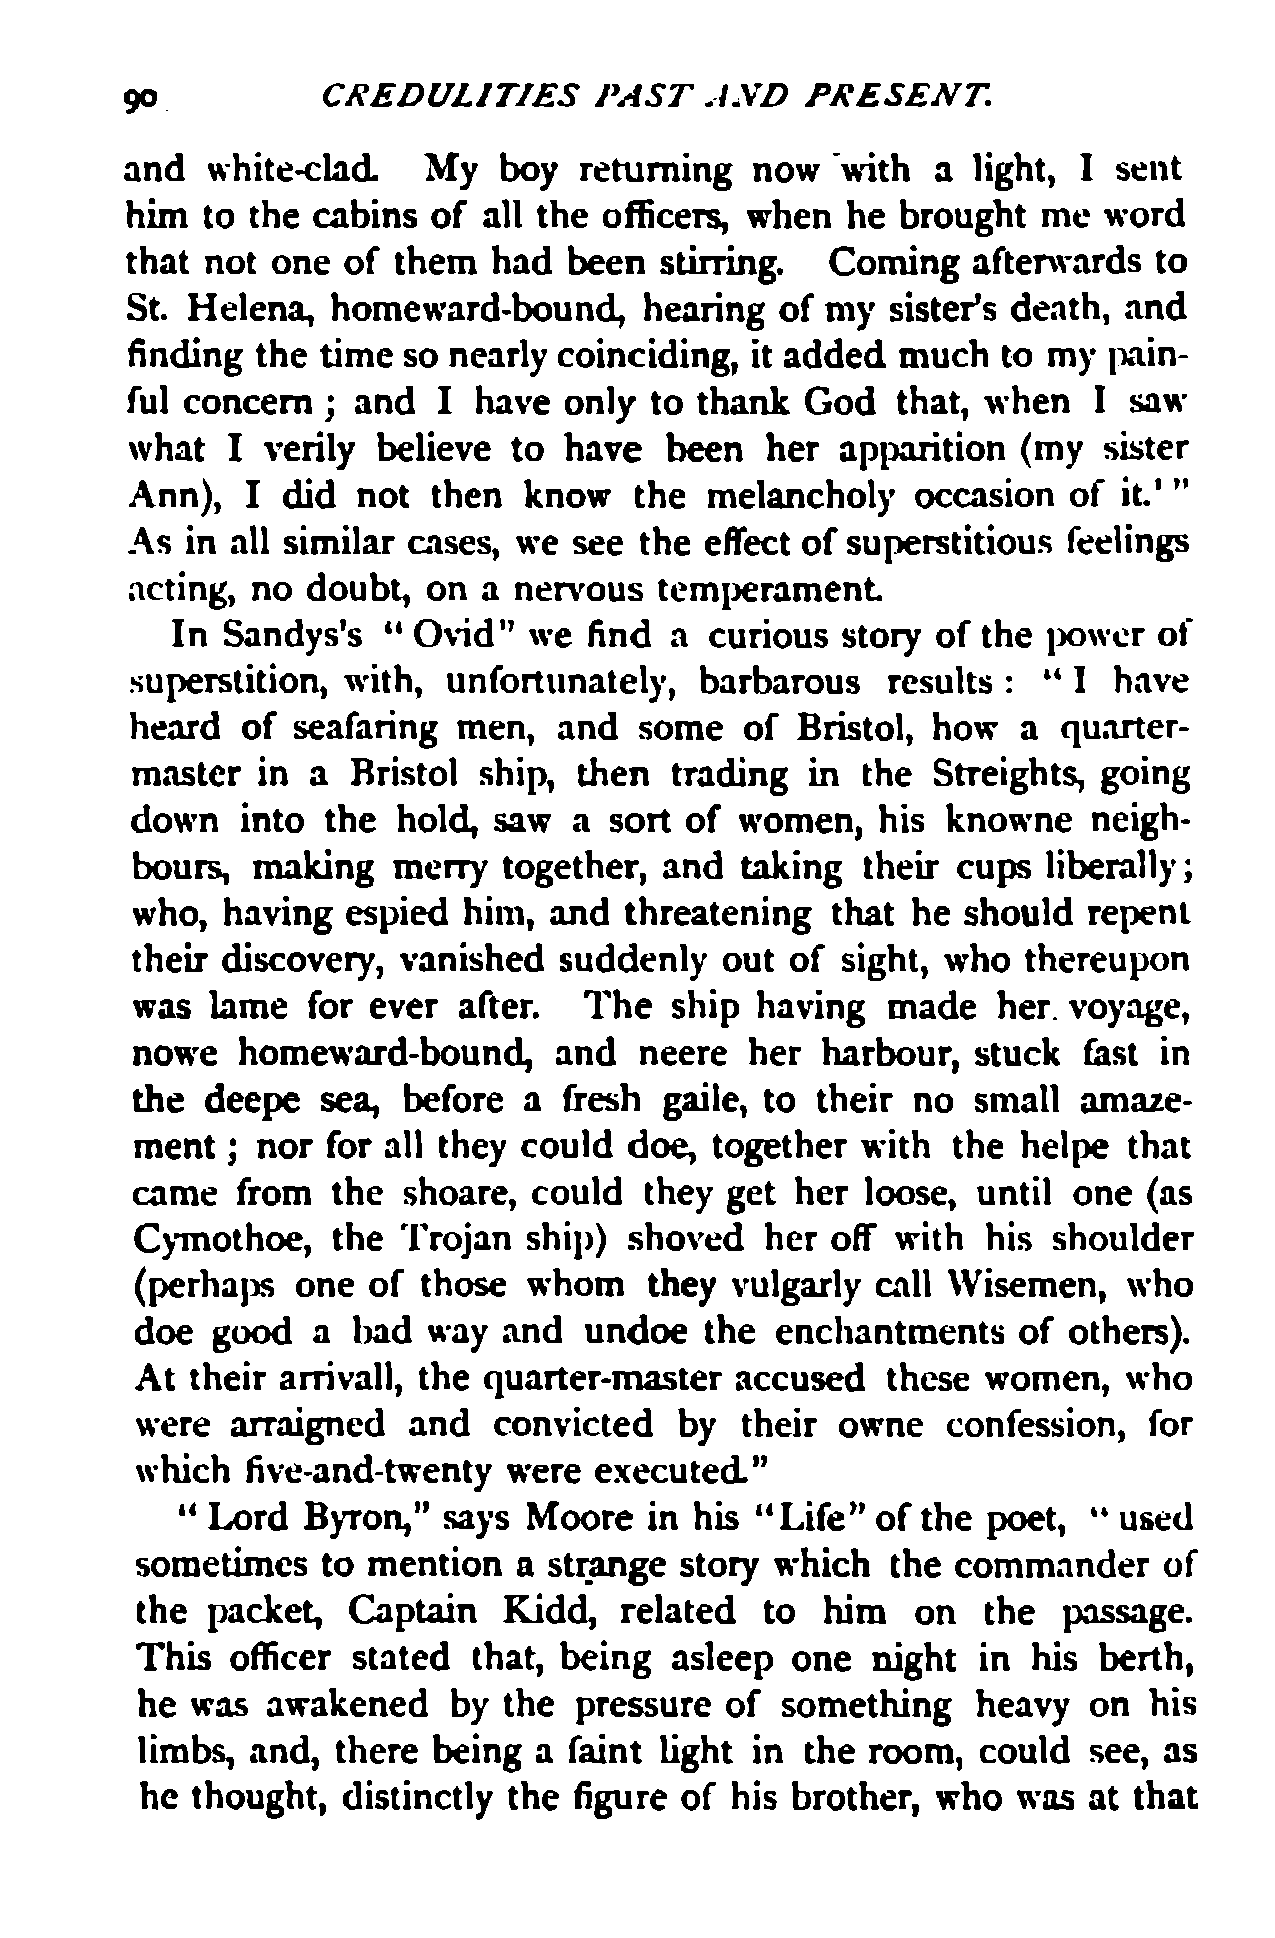 90 CREDULITIES PAST AND PRESENT.
and white-clad. My boy returning now with a light, I sent
him to the cabins of all the officers, when he brought me word
that not one of them had been stirring. Coming afterwards to
St. Helena, homeward-bound, hearing of my sister's death, and
finding the time so nearly coinciding, it added much to my pain-
ful concern ; and I have only to thank God that, when I saw
what I verily believe to have been her apparition (my sister
Ann), I did not then know the melancholy occasion of it.' "
As in all similar cases, we see the effect of superstitious feelings
acting, no doubt, on a nervous temperament.
In Sandys's " Ovid" we find a curious story of the power of
superstition, with, unfortunately, barbarous results : " I have
heard of seafaring men, and some of Bristol, how a quarter-
master in a Bristol ship, then trading in the Streights, going
down into the hold, saw a sort of women, his knowne neigh-
bours, making merry together, and taking their cups liberally;
who, having espied him, and threatening that he should repent
their discovery, vanished suddenly out of sight, who thereupon
was lame for ever after. The ship having made her voyage,
nowe homeward-bound, and neere her harbour, stuck fast in
the deepe sea, before a fresh gaile, to their no small amaze-
ment ; nor for all they could doe, together with the helpe that
came from the shoare, could they get her loose, until one (as
Cymothoe, the Trojan ship) shoved her off with his shoulder
(perhaps one of those whom they vulgarly call Wisemen, who
doe good a bad way and undoe the enchantments of others).
At their arrivall, the quarter-master accused these women, who
were arraigned and convicted by their owne confession, for
which five-and-twenty were executed."
" Lord Byron," says Moore in his "Life" of the poet, " used
sometimes to mention a strange story which the commander of
the packet, Captain Kidd, related to him on the passage.
This officer stated that, being asleep one night in his berth,
he was awakened by the pressure of something heavy on his
limbs, and, there being a faint light in the room, could see, as
he thought, distinctly the figure of his brother, who was at that